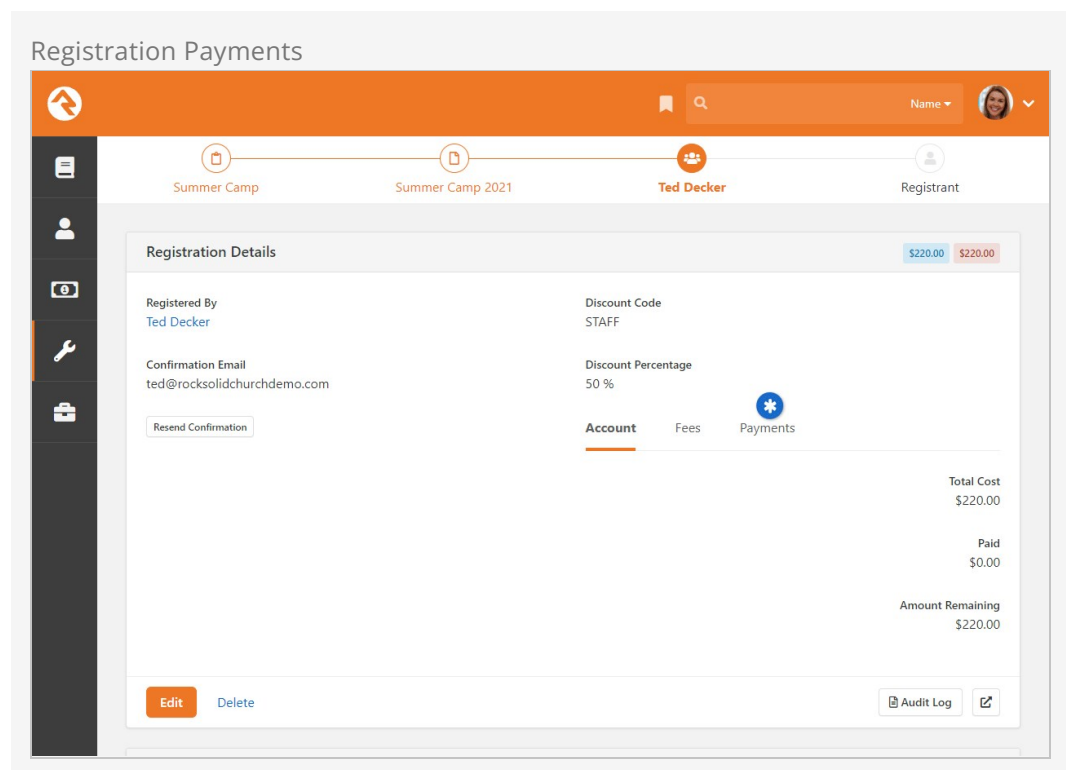 Registration Payments
Name
Summer Camp
Summer Camp 2021
Ted Decker
Registrant
Registration Details
$220.00 $220.00
Registered By
Ted Decker
Confirmation Email
ted@rocksolidchurchdemo.com
Resend Confirmation
Discount Code
STAFF
Discount Percentage
50 %
Account Fees Payments
Total Cost
$220.00
Paid
$0.00
Amount Remaining
$220.00
Edit Delete
Audit Log